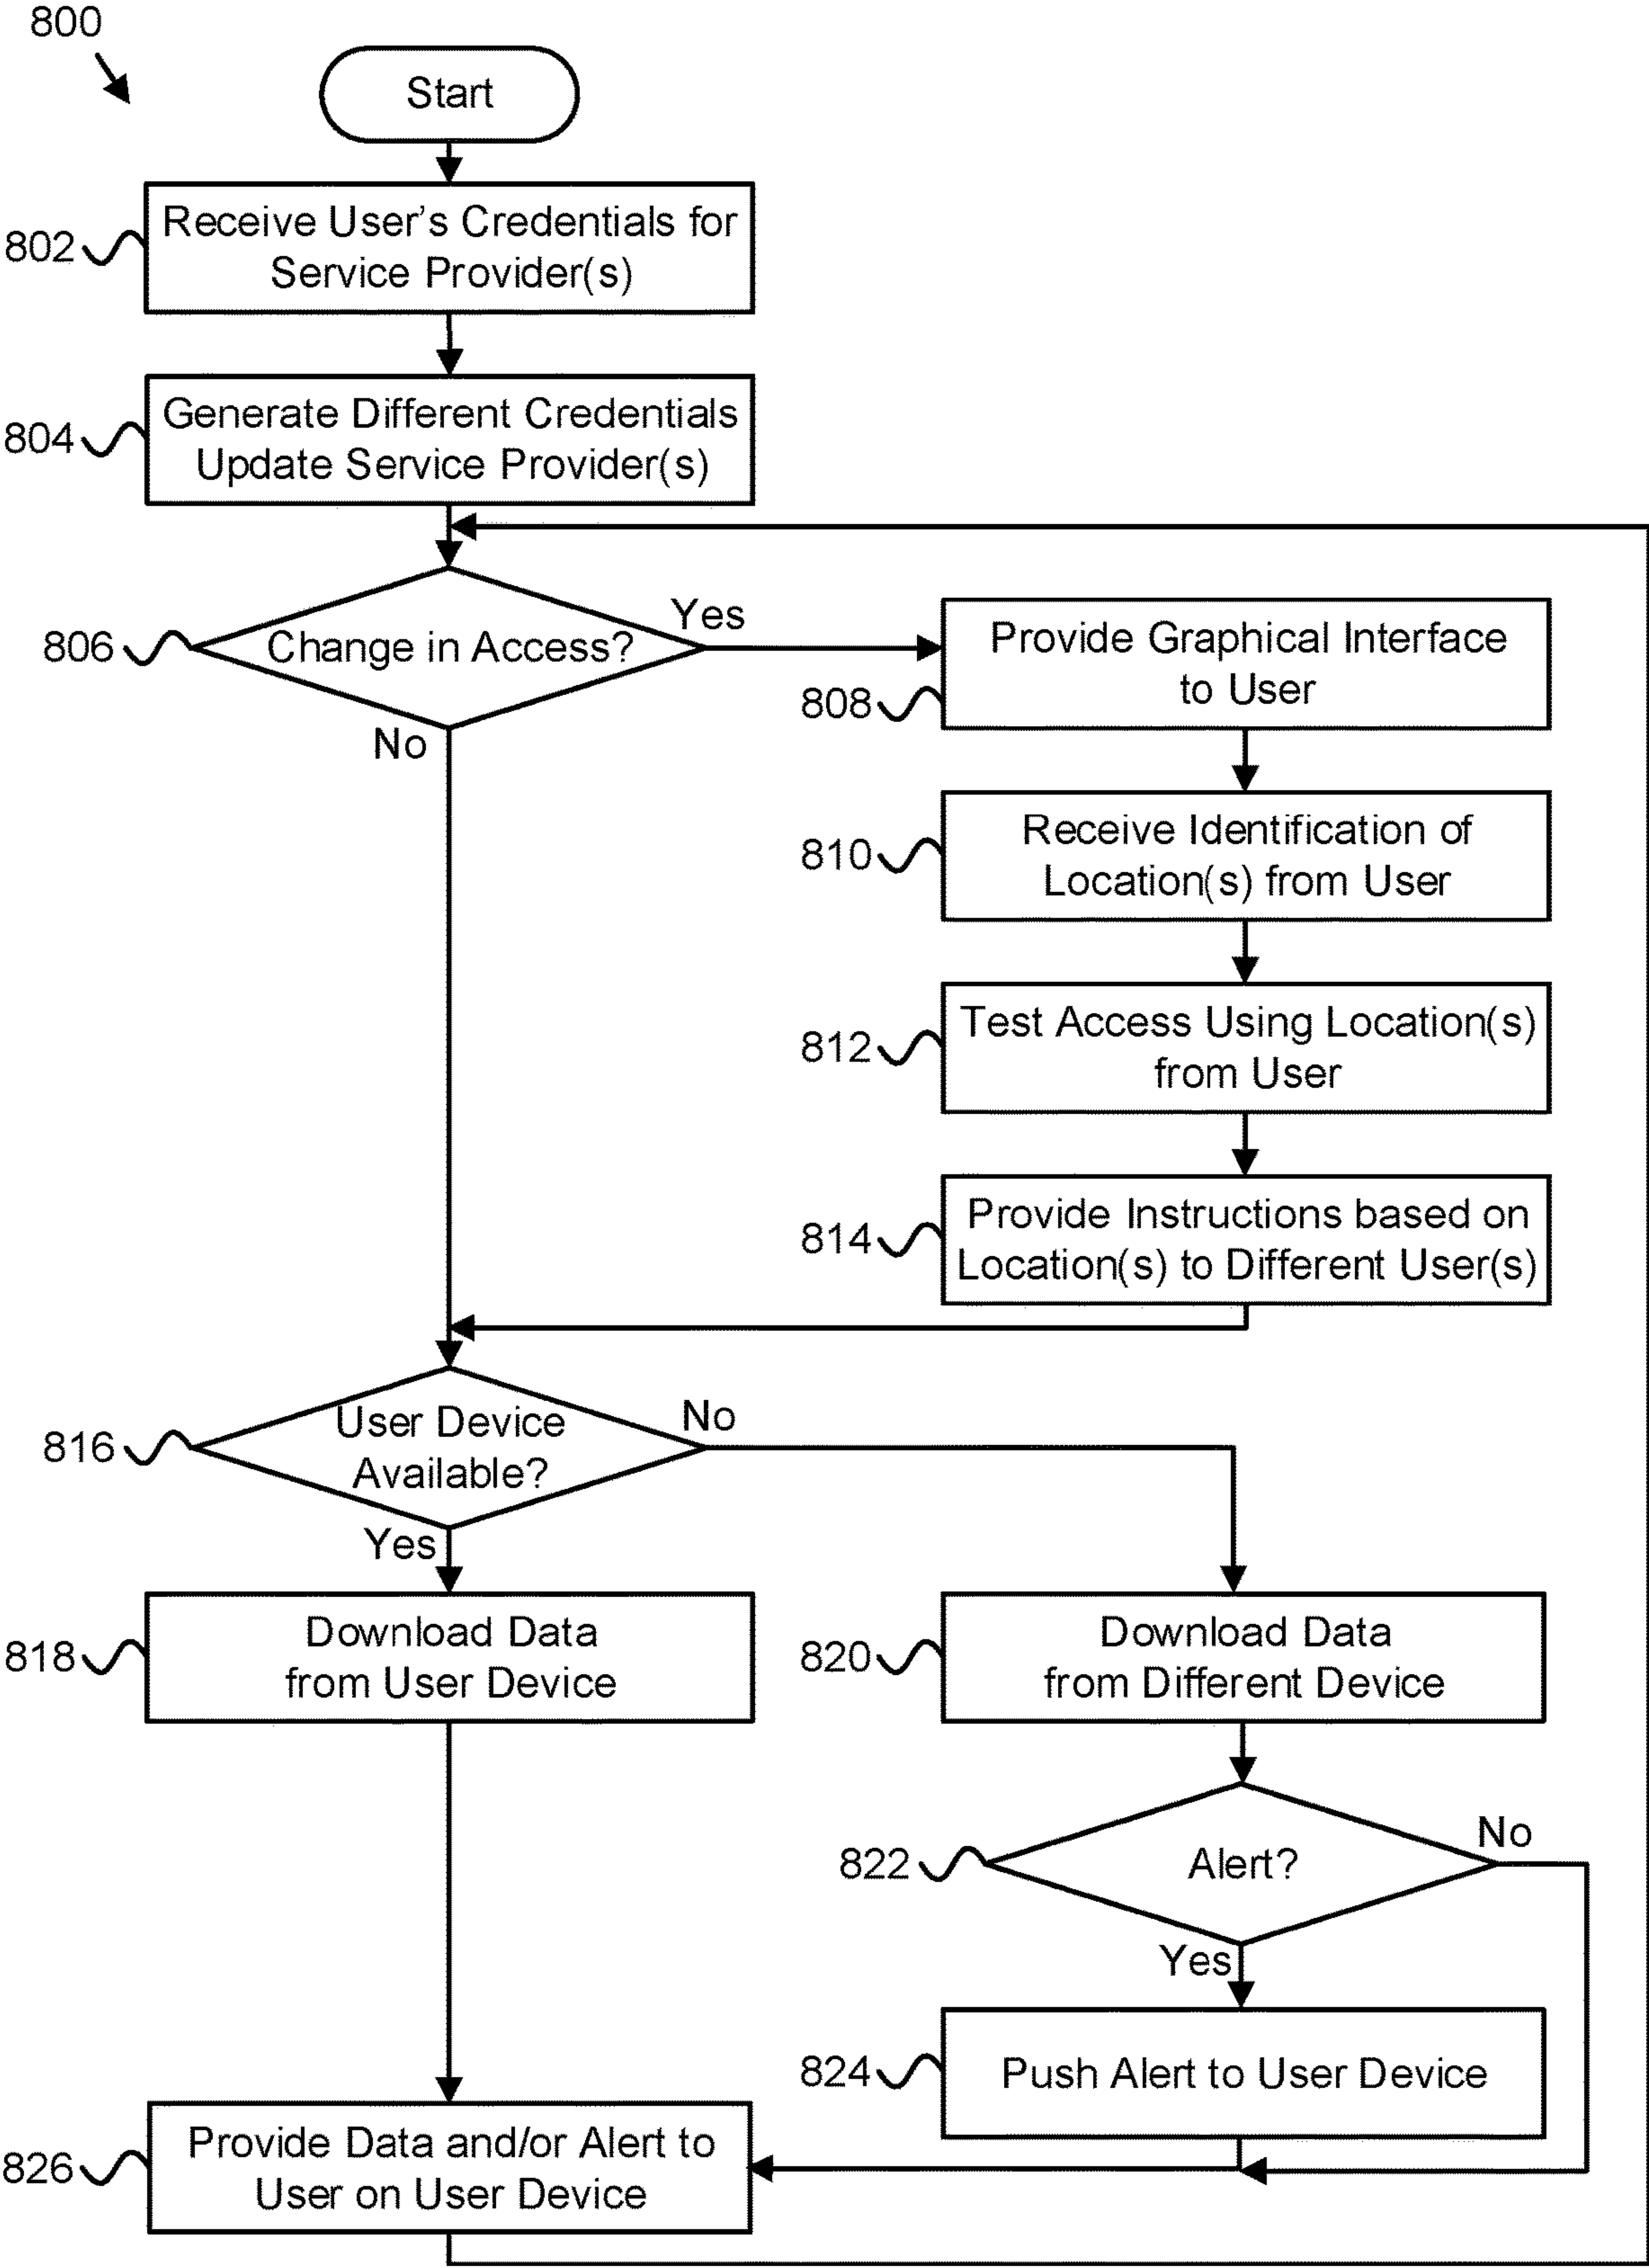 800
Start
802
Receive User's Credentials for
Service Provider(s)
804
Generate Different Credentials
Update Service Provider(s)
806
Change in Access?
Yes
No
808
Provide Graphical Interface
to User
810
Receive Identification of
Location(s) from User
812
Test Access Using Location(s)
from User
814
Provide Instructions based on
Location(s) to Different User(s)
816
User Device
Available?
No
Yes
818
Download Data
from User Device
820
Download Data
from Different Device
822
Alert?
No
Yes
824
Push Alert to User Device
826
Provide Data and/or Alert to
User on User Device